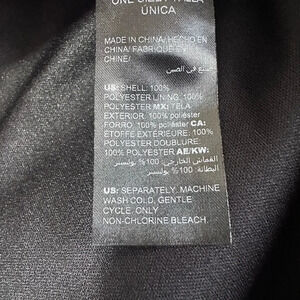 ONE SIZE / TALLA
ÚNICA
MADE IN CHINA/ HECHO EN
CHINA/ FABRIQUÉ EN
CHINE/
صنع في الصين
US: SHELL: 100%
POLYESTER LINING: 100%
POLYESTER MX: TELA
EXTERIOR: 100% poliéster
FORRO: 100% poliéster CA:
ÉTOFFE EXTÉRIEURE: 100%
POLYESTER DOUBLURE:
100% POLYESTER AE/KW:
القماش الخارجي: 100% بوليستر
البطانة: 100% بوليستر
US: SEPARATELY, MACHINE
WASH COLD, GENTLE
CYCLE, ONLY
NON-CHLORINE BLEACH,